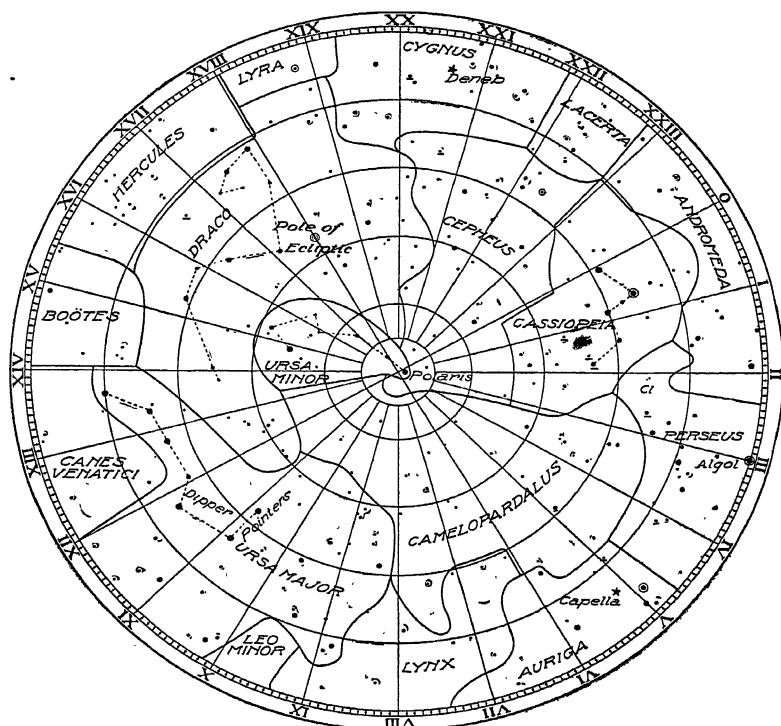 XX
XIX
XXI
XVIII
XXII
XVII
XXIII
XVI
0
XV
I
XIV
II
XIII
III
XII
IV
XI
V
X
VI
IX
VIII
VII
CYGNUS
LYRA
Deneb
LACERTA
HERCULES
ANDROMEDA
DRACO
Pole of
Ecliptic
CEPHEUS
BOÖTES
CASSIOPEIA
URSA
MINOR
Polaris
Cl
PERSEUS
Algol
CANES
VENATICI
Dipper
Pointers
CAMELOPARDALUS
URSA MAJOR
Capella
LEO
MINOR
LYNX
AURIGA